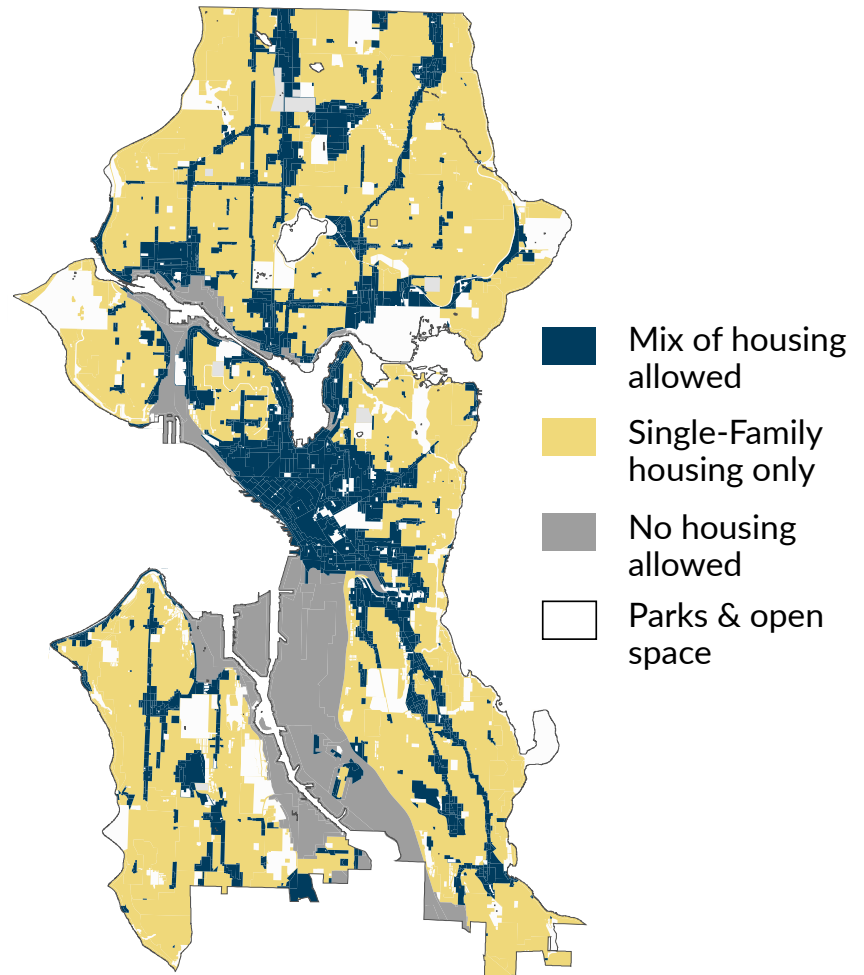 Mix of housing
allowed
Single-Family
housing only
No housing
allowed
Parks & open
space